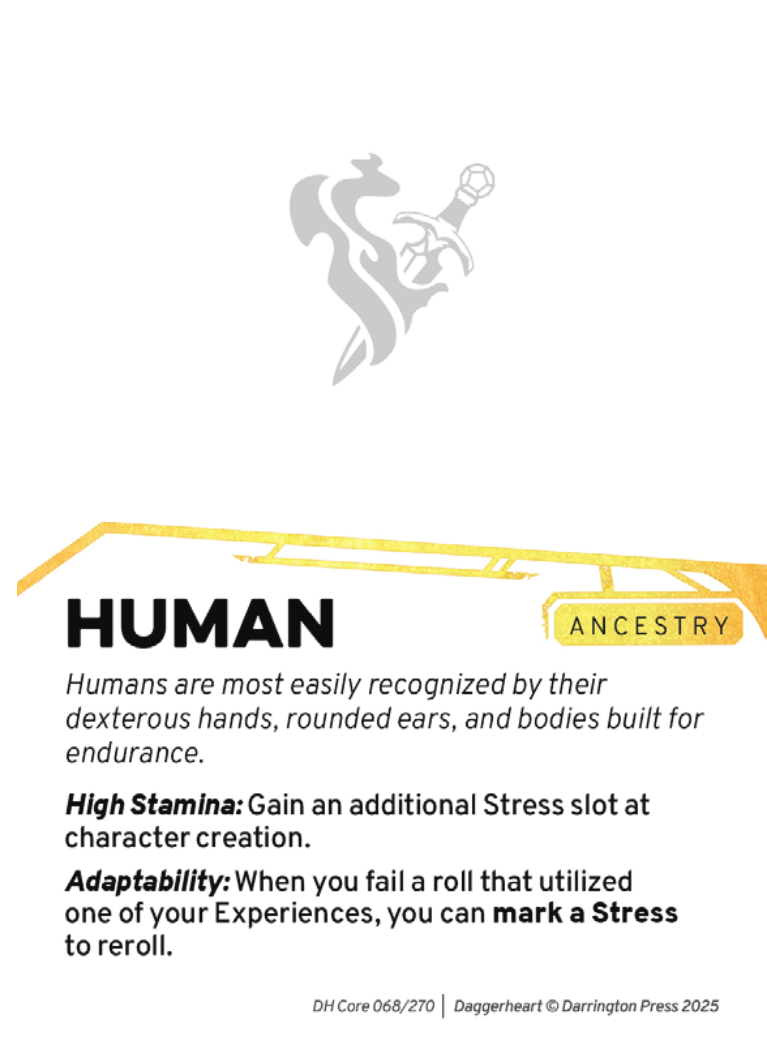 HUMAN
ANCESTRY
Humans are most easily recognized by their
dexterous hands, rounded ears, and bodies built for
endurance.
High Stamina: Gain an additional Stress slot at
character creation.
Adaptability: When you fail a roll that utilized
one of your Experiences, you can mark a Stress
to reroll.
DH Core 068/270 | Daggerheart © Darrington Press 2025